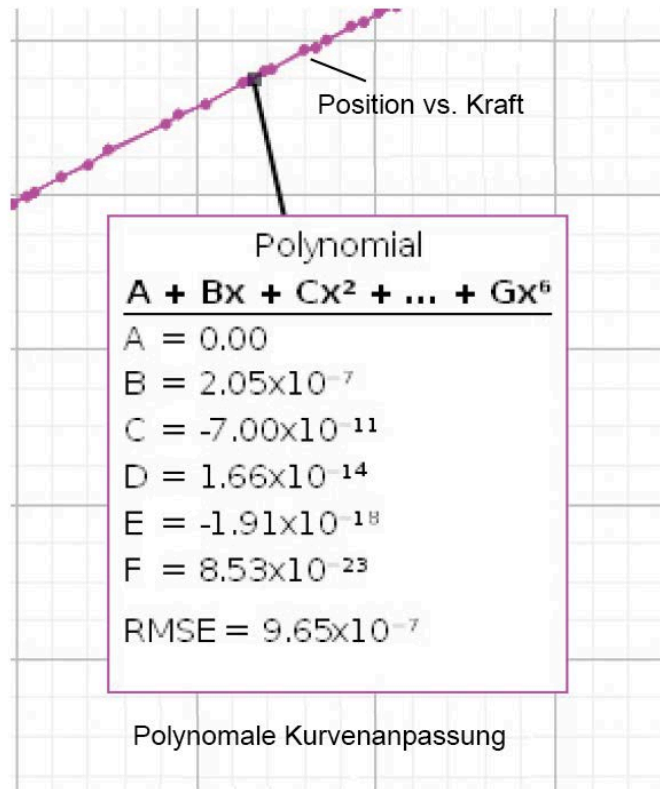 Position vs. Kraft
Polynomial
A + Bx + Cx² + ... + Gx⁶
A = 0.00
B = 2.05x10⁻⁷
C = -7.00x10⁻¹¹
D = 1.66x10⁻¹⁴
E = -1.91x10⁻¹⁸
F = 8.53x10⁻²³
RMSE = 9.65x10⁻⁷
Polynomale Kurvenanpassung